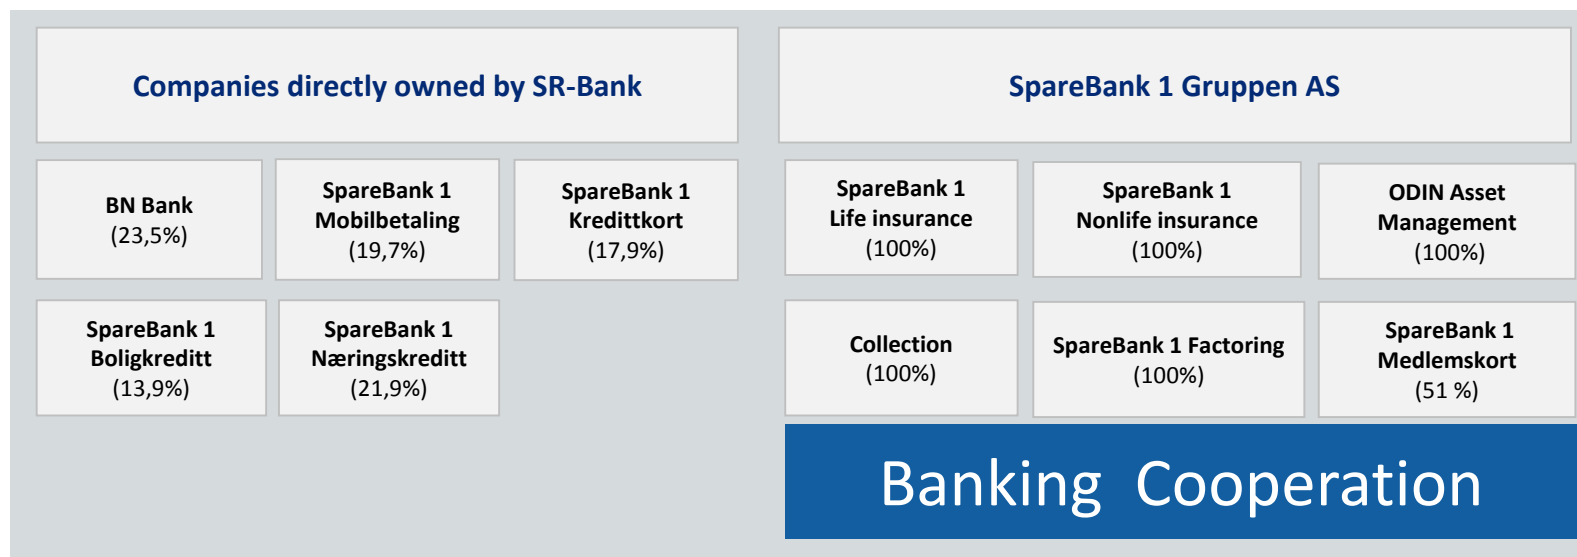 Companies directly owned by SR-Bank
SpareBank 1 Gruppen AS
BN Bank
(23,5%)
SpareBank 1
Mobilbetaling
(19,7%)
SpareBank 1
Kredittkort
(17,9%)
SpareBank 1
Life insurance
(100%)
SpareBank 1
Nonlife insurance
(100%)
ODIN Asset
Management
(100%)
SpareBank 1
Boligkreditt
(13,9%)
SpareBank 1
Næringskreditt
(21,9%)
Collection
(100%)
SpareBank 1 Factoring
(100%)
SpareBank 1
Medlemskort
(51 %)
Banking Cooperation